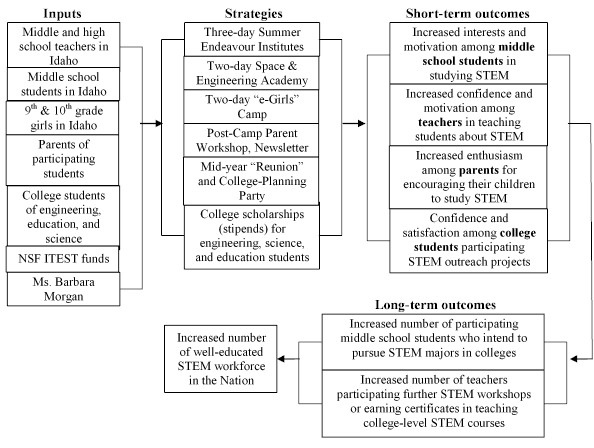 Inputs
Middle and high
school teachers in
Idaho
Middle school
students in Idaho
9th & 10th grade
girls in Idaho
Parents of
participating
students
College students
of engineering,
education, and
science
NSF ITEST funds
Ms. Barbara
Morgan
Strategies
Three-day Summer
Endeavour Institutes
Two-day Space &
Engineering Academy
Two-day “e-Girls”
Camp
Post-Camp Parent
Workshop, Newsletter
Mid-year “Reunion”
and College-Planning
Party
College scholarships
(stipends) for
engineering, science,
and education students
Short-term outcomes
Increased interests and
motivation among middle
school students in
studying STEM
Increased confidence and
motivation among
teachers in teaching
students about STEM
Increased enthusiasm
among parents for
encouraging their children
to study STEM
Confidence and
satisfaction among college
students participating
STEM outreach projects
Long-term outcomes
Increased number of participating
middle school students who intend to
pursue STEM majors in colleges
Increased number of teachers
participating further STEM workshops
or earning certificates in teaching
college-level STEM courses
Increased number
of well-educated
STEM workforce
in the Nation